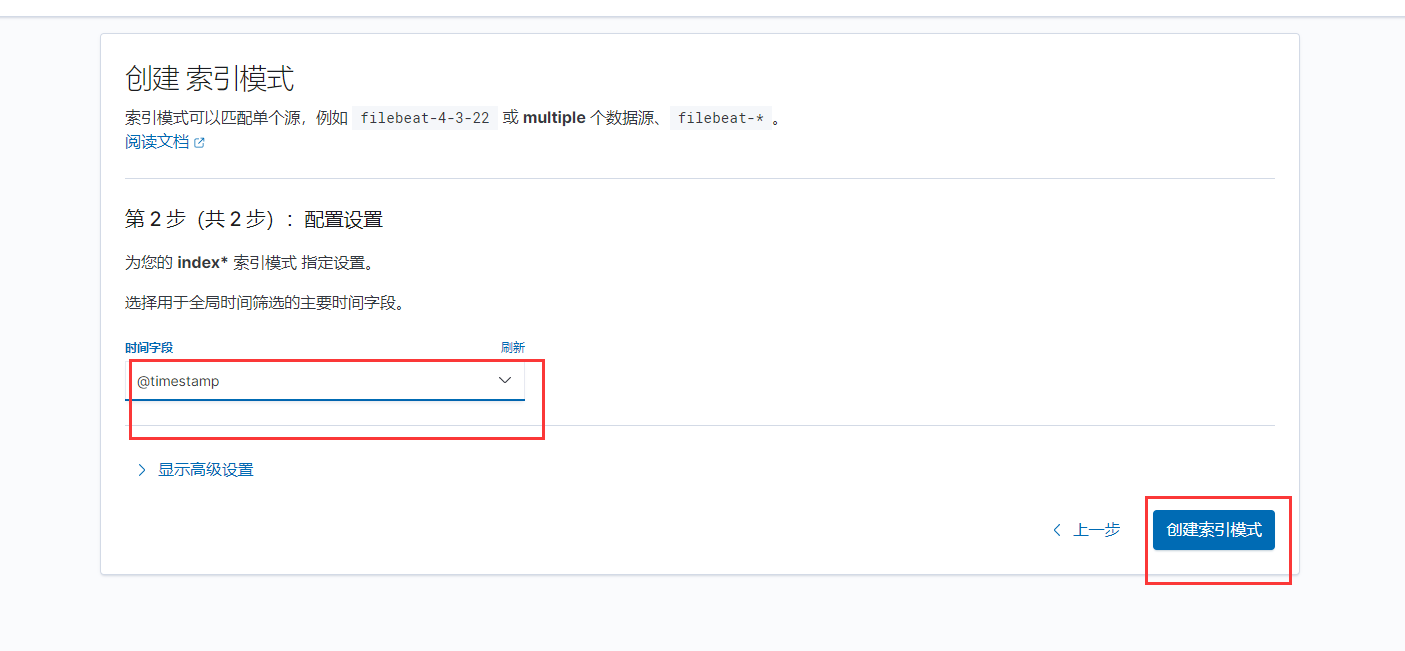 创建 索引模式
索引模式可以匹配单个源，例如 filebeat-4-3-22 或 multiple 个数据源、 filebeat-* 。
阅读文档
第 2 步（共 2 步）：配置设置
为您的 index* 索引模式 指定设置。
选择用于全局时间筛选的主要时间字段。
时间字段 刷新
@timestamp
显示高级设置
上一步 创建索引模式